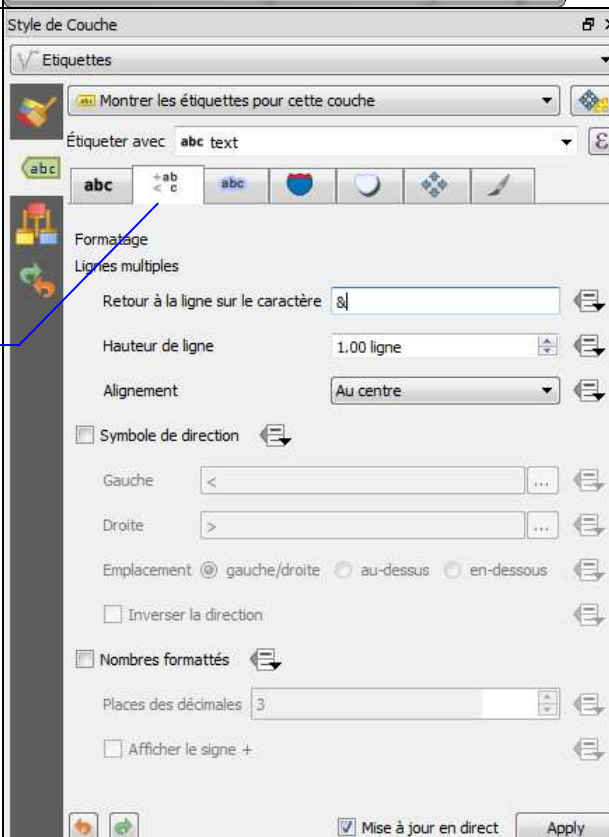 Style de Couche
Etiquettes
Montrer les étiquettes pour cette couche
Étiqueter avec abc text ε
abc
abc +ab < c abc
Formatage
Lignes multiples
Retour à la ligne sur le caractère &
Hauteur de ligne 1.00 ligne
Alignement Au centre
Symbole de direction
Gauche < ...
Droite > ...
Emplacement gauche/droite au-dessus en-dessous
Inverser la direction
Nombres formattés
Places des décimales 3
Afficher le signe +
Mise à jour en direct Apply